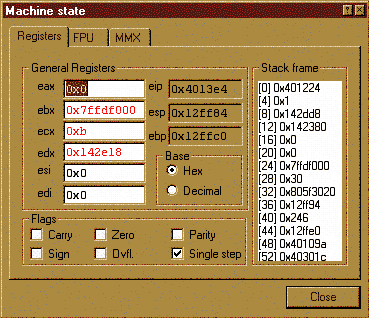 Machine state
Registers FPU MMX
General Registers
eax 0x0
ebx 0x7ffdf000
ecx 0xb
edx 0x142e18
esi 0x0
edi 0x0
eip 0x4013e4
esp 0x12ff84
ebp 0x12ffc0
Base
Hex
Decimal
Flags
Carry Zero Parity
Sign Ovfl. Single step
Stack frame
[0] 0x401224
[4] 0x1
[8] 0x142dd8
[12] 0x142380
[16] 0x0
[20] 0x0
[24] 0x7ffdf000
[28] 0x30
[32] 0x805f3020
[36] 0x12ff94
[40] 0x246
[44] 0x12ffe0
[48] 0x40109a
[52] 0x40301c
Close